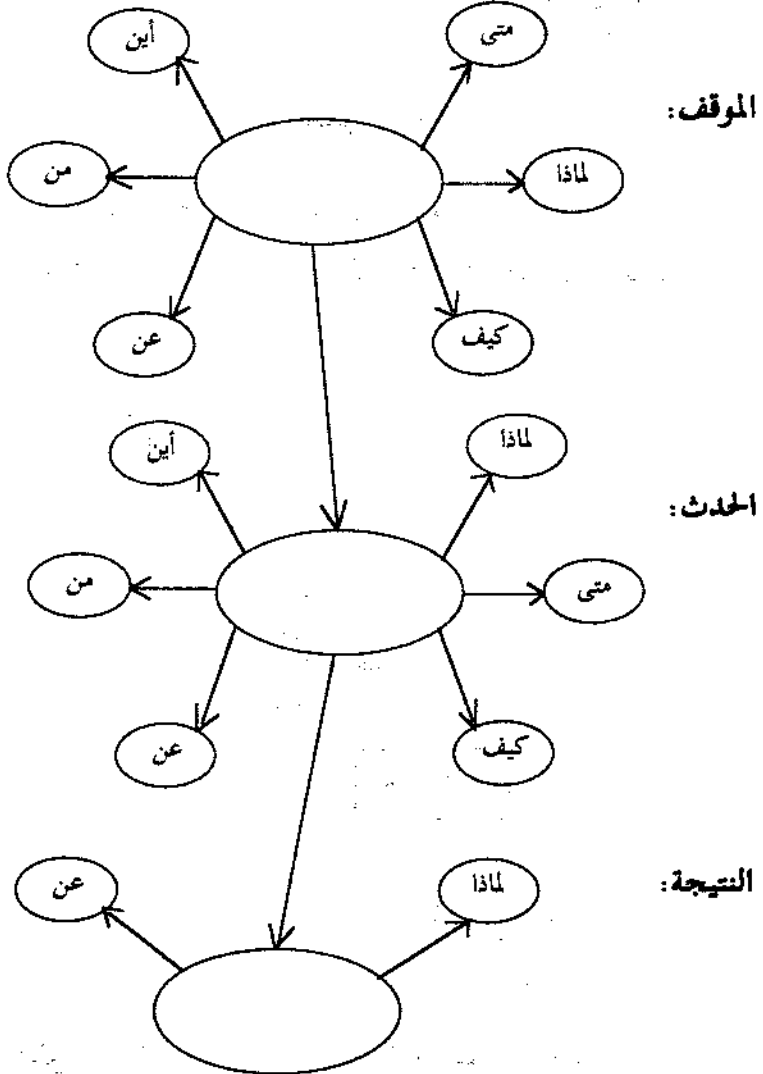 متى
أين
الموقف:
لماذا
من
كيف
عن
لماذا
أين
الحدث:
متى
من
كيف
عن
النتيجة:
لماذا
عن